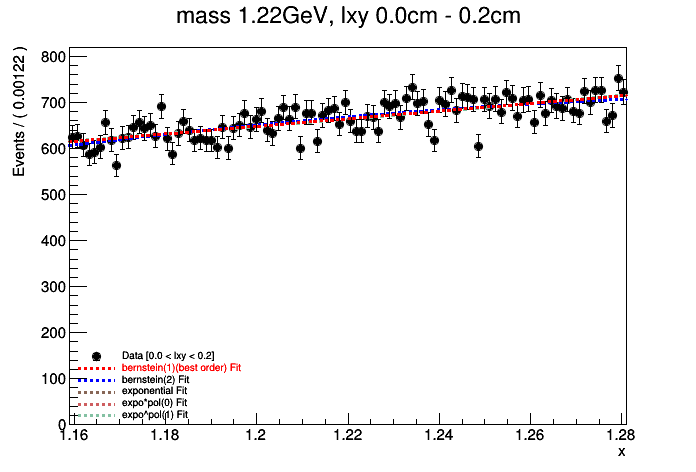 mass 1.22GeV, lxy 0.0cm - 0.2cm
Events / ( 0.00122 )
800
700
600
500
400
300
200
100
0
Data [0.0 < lxy < 0.2]
bernstein(1)(best order) Fit
bernstein(2) Fit
exponential Fit
expo*pol(0) Fit
expo*pol(1) Fit
1.16 1.18 1.2 1.22 1.24 1.26 1.28
x